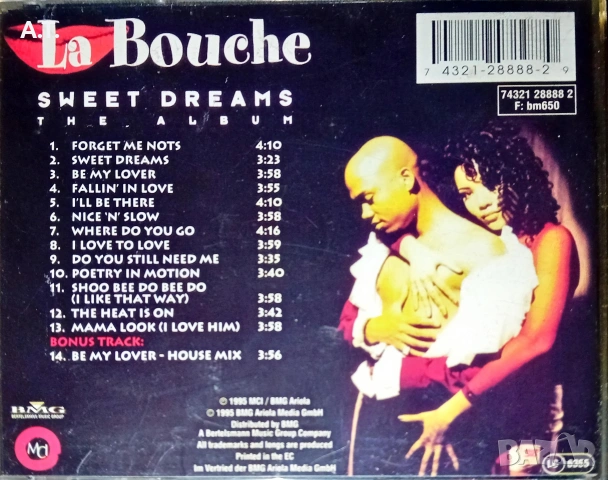 A.T.
La Bouche
SWEET DREAMS
THE ALBUM
1. FORGET ME NOTS 4:10
2. SWEET DREAMS 3:23
3. BE MY LOVER 3:58
4. FALLIN' IN LOVE 3:55
5. I'LL BE THERE 4:10
6. NICE 'N' SLOW 3:58
7. WHERE DO YOU GO 4:16
8. I LOVE TO LOVE 3:59
9. DO YOU STILL NEED ME 3:35
10. POETRY IN MOTION 3:40
11. SHOO BEE DO BEE DO
(I LIKE THAT WAY) 3:58
12. THE HEAT IS ON 3:42
13. MAMA LOOK (I LOVE HIM) 3:58
BONUS TRACK:
14. BE MY LOVER - HOUSE MIX 3:56
7 4321-28888-2 9
74321 28888 2
F: bm650
BMG
BERTELSMANN MUSIC GROUP
MCI
℗ 1995 MCI / BMG Ariola
© 1995 BMG Ariola Media GmbH
Distributed by BMG
A Bertelsmann Music Group Company
All trademarks and logos are produced
Printed in the EC
Im Vertrieb der BMG Ariola Media GmbH